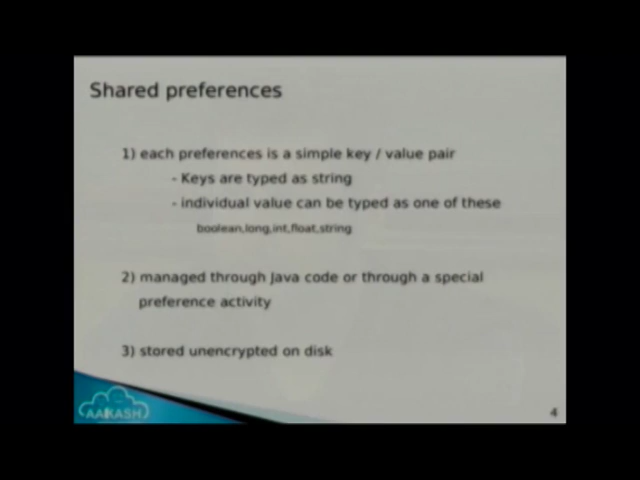 Shared preferences
1) each preferences is a simple key / value pair
- Keys are typed as string
- individual value can be typed as one of these
boolean,long,int,float,string
2) managed through Java code or through a special
preference activity
3) stored unencrypted on disk
AAKASH
4